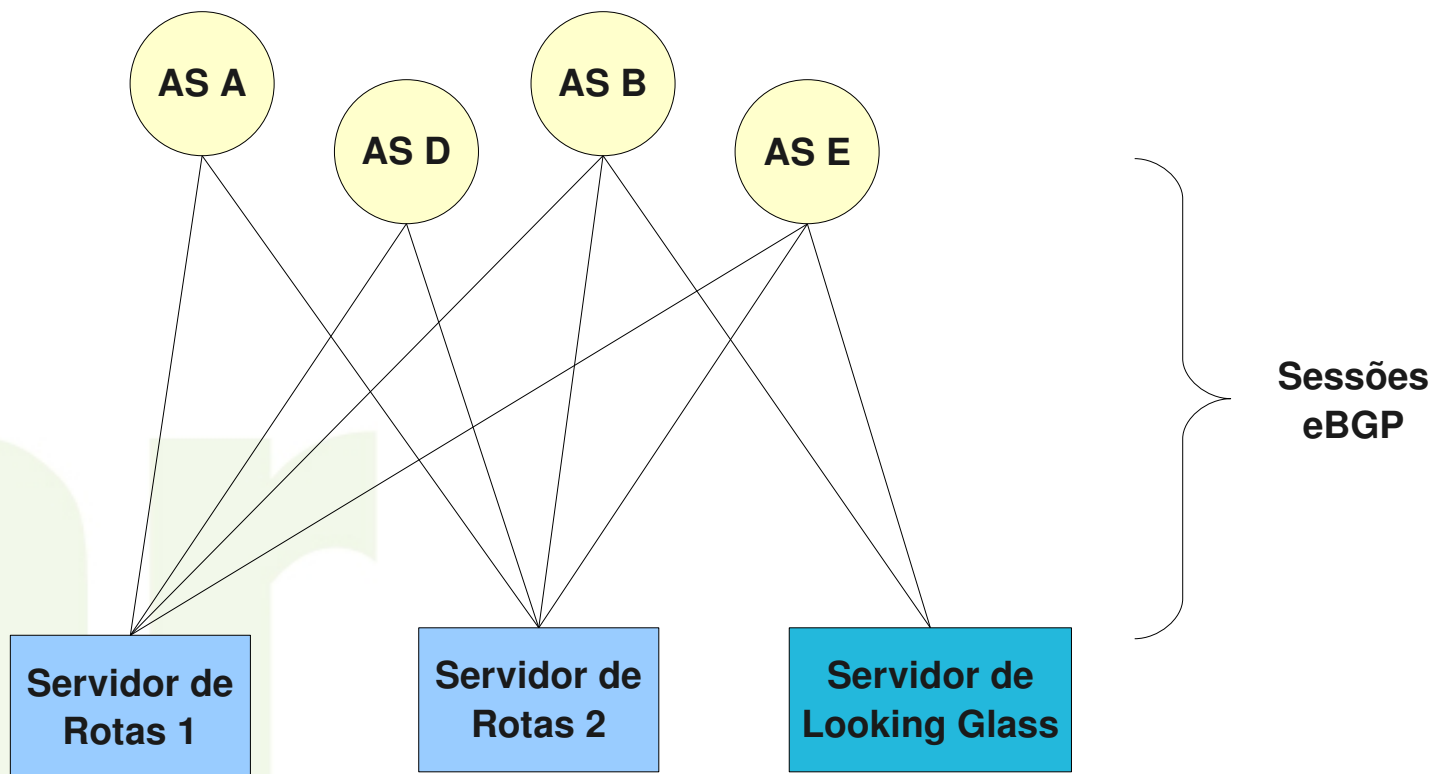 AS A
AS B
AS D
AS E
Sessões
eBGP
Servidor de
Rotas 1
Servidor de
Rotas 2
Servidor de
Looking Glass